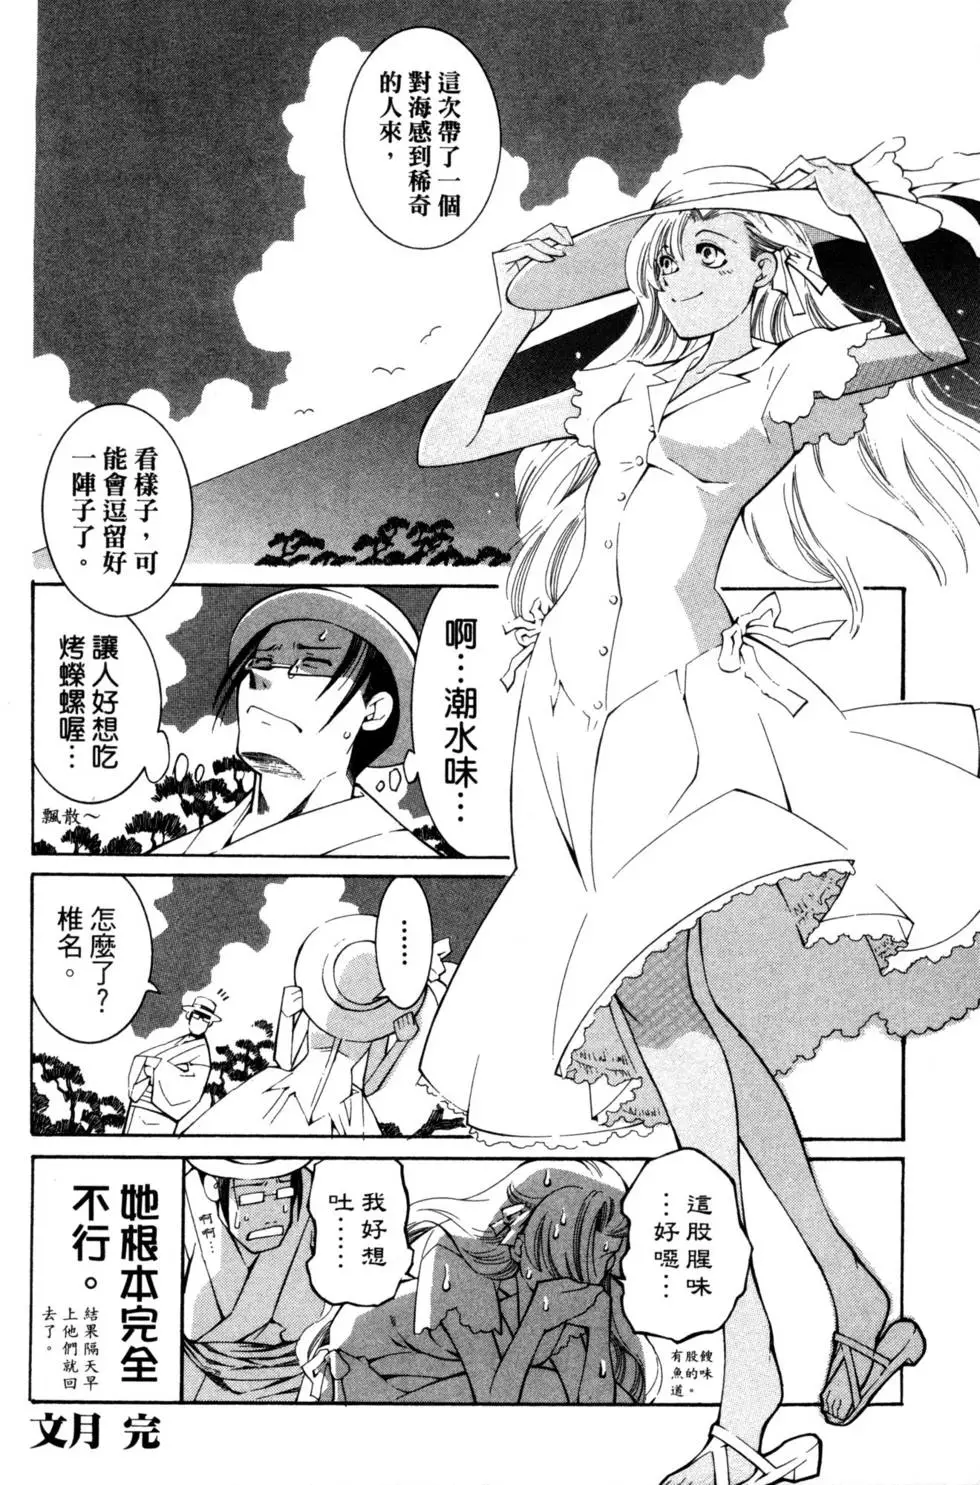 這次帶了一個
對海感到稀奇
的人來，
看樣子，可
能會逗留好
一陣子了。
啊…潮水味…
讓人好想吃
烤蠑螺喔…
飄散～
……
怎麼了？
椎名。
這股腥味
…好噁…
餿味
股的
有魚道。
我好想
吐……
啊啊…
她根本完全
不行。
結果隔天早
上他們就回
去了。
文月 完